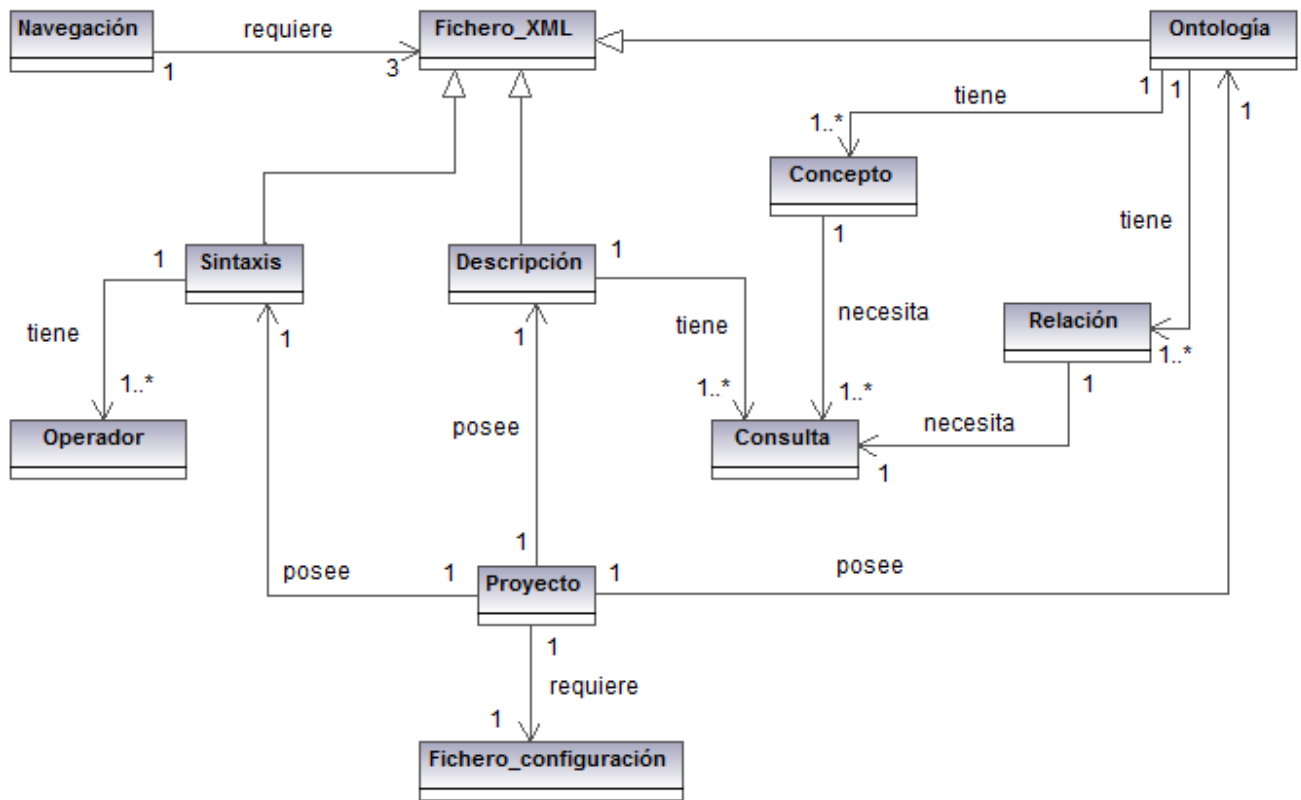 Navegación
requiere
1
3
Fichero_XML
Ontología
1
1
1
tiene
1..*
Concepto
1
tiene
1
Sintaxis
1
Descripción
1
1
necesita
Relación
1..*
1
tiene
1..*
tiene
1..*
1..*
Operador
posee
Consulta
necesita
1
1
posee
1
Proyecto
1
posee
1
requiere
1
Fichero_configuración